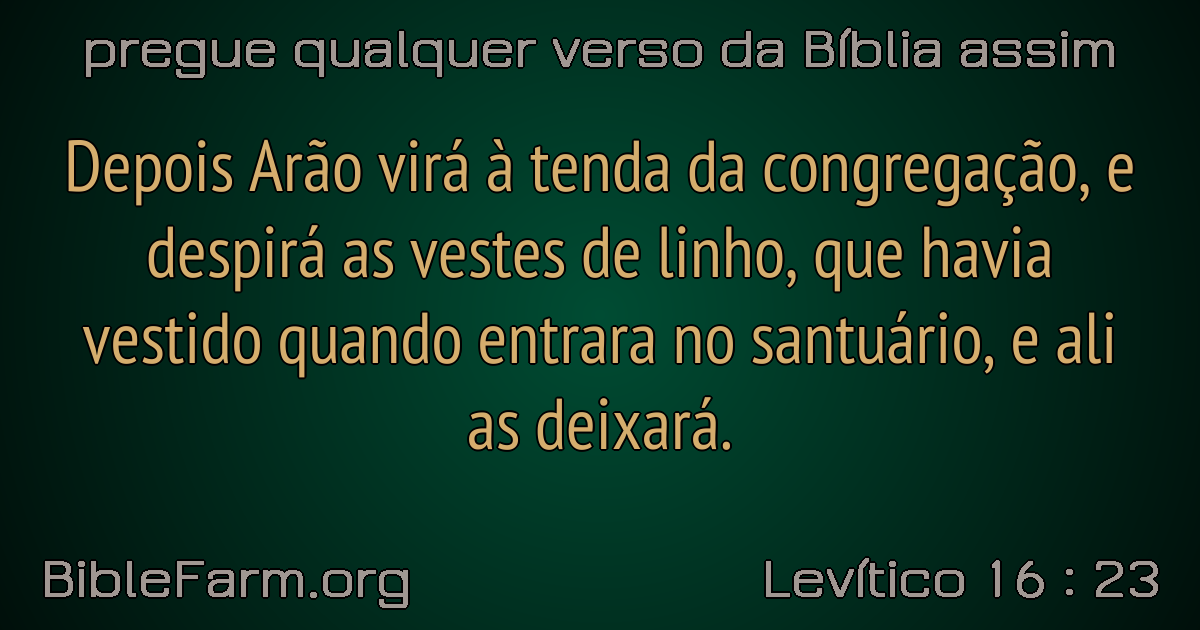 pregue qualquer verso da Bíblia assim
Depois Arão virá à tenda da congregação, e
despirá as vestes de linho, que havia
vestido quando entrara no santuário, e ali
as deixará.
BibleFarm.org
Levítico 16 : 23